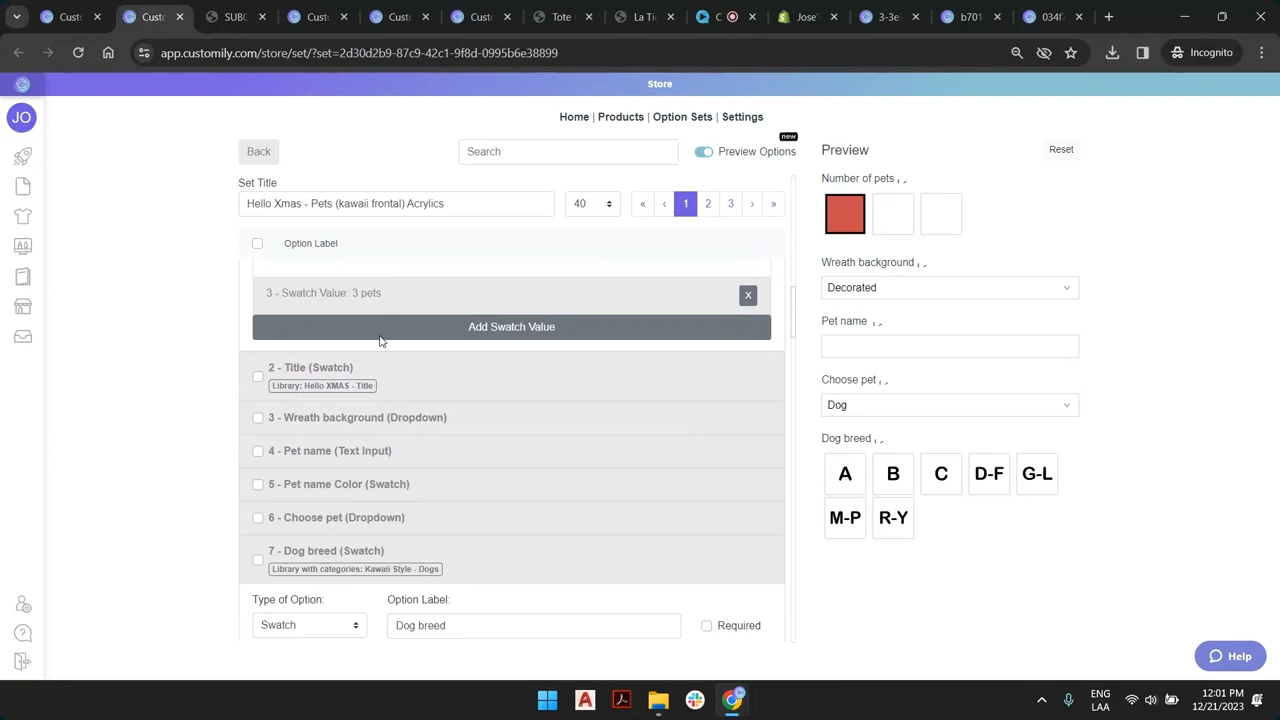 Custo
Custo
SUBC
Custo
Custo
Custo
Tote
La Ti
C
Jose'
3-3e
b701
034f
app.customily.com/store/set/?set=2d30d2b9-87c9-42c1-9f8d-0995b6e38899
Incognito
Store
JO
Home | Products | Option Sets | Settings
Back
Search
new
Preview Options
Preview
Reset
Set Title
Hello Xmas - Pets (kawaii frontal) Acrylics
40
« ‹ 1 2 3 › »
Option Label
3 - Swatch Value: 3 pets
X
Add Swatch Value
2 - Title (Swatch)
Library: Hello XMAS - Title
3 - Wreath background (Dropdown)
4 - Pet name (Text Input)
5 - Pet name Color (Swatch)
6 - Choose pet (Dropdown)
7 - Dog breed (Swatch)
Library with categories: Kawaii Style - Dogs
Type of Option:
Option Label:
Swatch
Dog breed
Required
Number of pets
Wreath background
Decorated
Pet name
Choose pet
Dog
Dog breed
A B C D-F G-L
M-P R-Y
Help
ENG
LAA
12:01 PM
12/21/2023